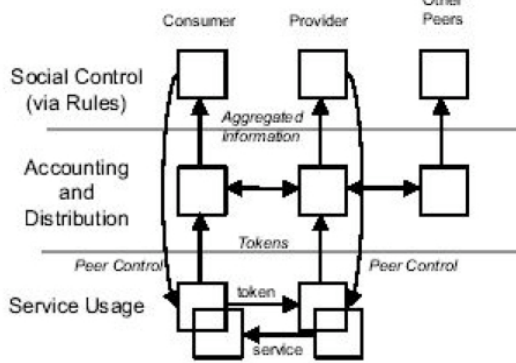 Other
Consumer Provider Peers
Social Control
(via Rules)
Aggregated
Information
Accounting
and
Distribution
Tokens
Peer Control Peer Control
token
Service Usage
service